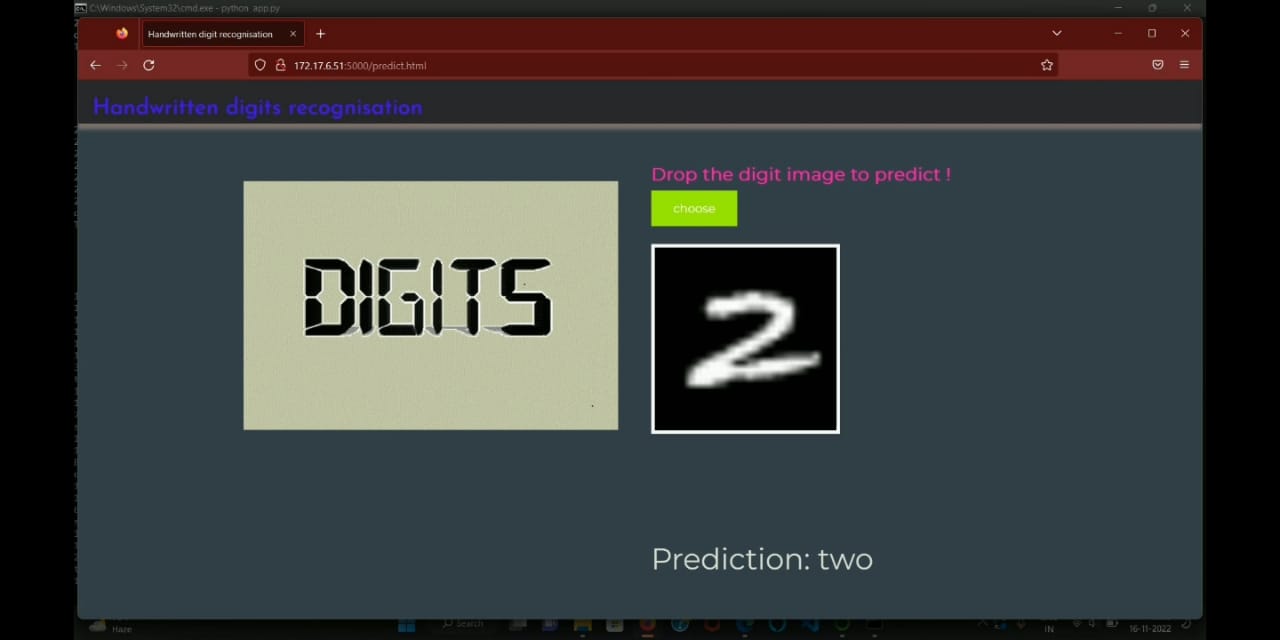 C:\Windows\System32\cmd.exe - python app.py
Handwritten digit recognisation
172.17.6.51:5000/predict.html
Handwritten digits recognisation
Drop the digit image to predict !
choose
DIGITS
2
Prediction: two
Search
Haze
IN
16-11-2022